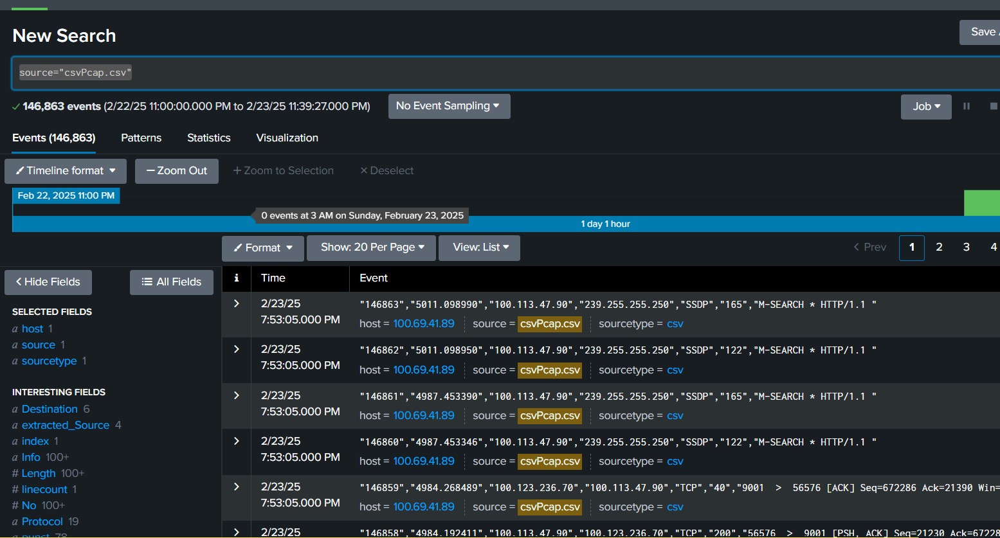 New Search
Save
source="csvPcap.csv"
146,863 events (2/22/25 11:00:00.000 PM to 2/23/25 11:39:27.000 PM)
No Event Sampling
Job
Events (146,863)
Patterns
Statistics
Visualization
Timeline format
Zoom Out
+ Zoom to Selection
× Deselect
Feb 22, 2025 11:00 PM
0 events at 3 AM on Sunday, February 23, 2025
1 day 1 hour
Format
Show: 20 Per Page
View: List
< Prev
1
2
3
4
< Hide Fields
All Fields
i
Time
Event
SELECTED FIELDS
a host 1
a source 1
a sourcetype 1
INTERESTING FIELDS
a Destination 6
a extracted_Source 4
a index 1
a Info 100+
# Length 100+
# linecount 1
# No 100+
a Protocol 19
a punct 78
> 2/23/25
7:53:05.000 PM
"146863","5011.098990","100.113.47.90","239.255.255.250","SSDP","165","M-SEARCH * HTTP/1.1 "
host = 100.69.41.89 source = csvPcap.csv sourcetype = csv
> 2/23/25
7:53:05.000 PM
"146862","5011.098950","100.113.47.90","239.255.255.250","SSDP","122","M-SEARCH * HTTP/1.1 "
host = 100.69.41.89 source = csvPcap.csv sourcetype = csv
> 2/23/25
7:53:05.000 PM
"146861","4987.453390","100.113.47.90","239.255.255.250","SSDP","165","M-SEARCH * HTTP/1.1 "
host = 100.69.41.89 source = csvPcap.csv sourcetype = csv
> 2/23/25
7:53:05.000 PM
"146860","4987.453346","100.113.47.90","239.255.255.250","SSDP","122","M-SEARCH * HTTP/1.1 "
host = 100.69.41.89 source = csvPcap.csv sourcetype = csv
> 2/23/25
7:53:05.000 PM
"146859","4984.268489","100.123.236.70","100.113.47.90","TCP","40","9001 > 56576 [ACK] Seq=672286 Ack=21390 Win=
host = 100.69.41.89 source = csvPcap.csv sourcetype = csv
> 2/23/25
"146858","4984.192411","100.113.47.90","100.123.236.70","TCP","200","56576 > 9001 [PSH, ACK] Seq=21230 Ack=67228